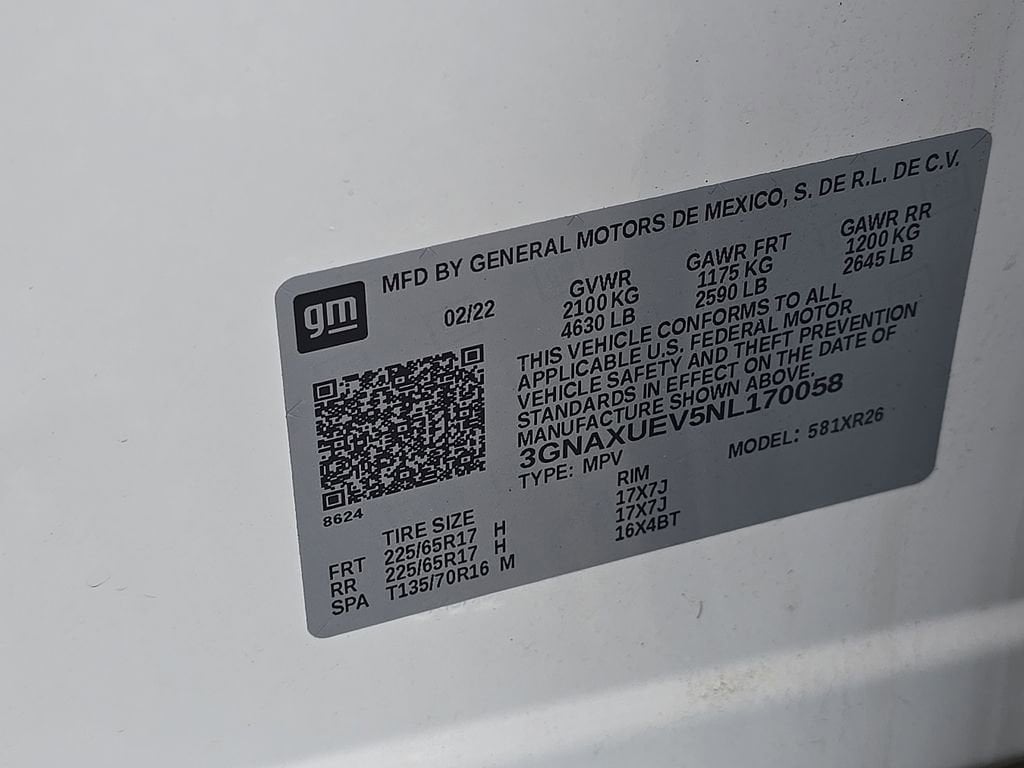 MFD BY GENERAL MOTORS DE MEXICO, S. DE R.L. DE C.V.
gm
02/22
GVWR GAWR FRT GAWR RR
2100 KG 1175 KG 1200 KG
4630 LB 2590 LB 2645 LB
THIS VEHICLE CONFORMS TO ALL
APPLICABLE U.S. FEDERAL MOTOR
VEHICLE SAFETY AND THEFT PREVENTION
STANDARDS IN EFFECT ON THE DATE OF
MANUFACTURE SHOWN ABOVE.
3GNAXUEV5NL170058
TYPE: MPV MODEL: 581XR26
8624
TIRE SIZE RIM
FRT 225/65R17 H 17X7J
RR 225/65R17 H 17X7J
SPA T135/70R16 M 16X4BT